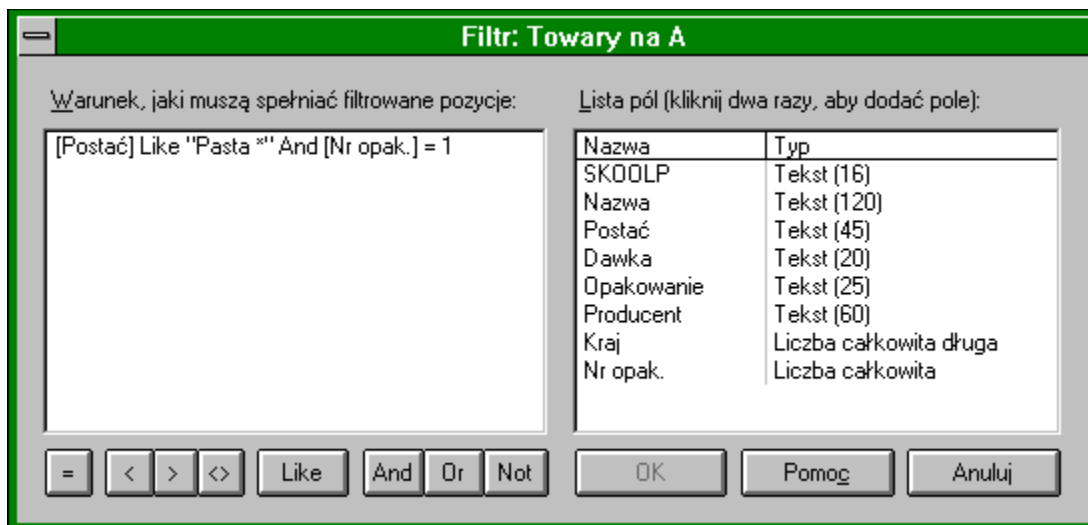 Filtr: Towary na A
Warunek, jaki muszą spełniać filtrowane pozycje:
[Postać] Like "Pasta *" And [Nr opak.] = 1
Lista pól (kliknij dwa razy, aby dodać pole):
Nazwa Typ
SKOOLP Tekst (16)
Nazwa Tekst (120)
Postać Tekst (45)
Dawka Tekst (20)
Opakowanie Tekst (25)
Producent Tekst (60)
Kraj Liczba całkowita długa
Nr opak. Liczba całkowita
= < > <> Like And Or Not OK Pomoc Anuluj